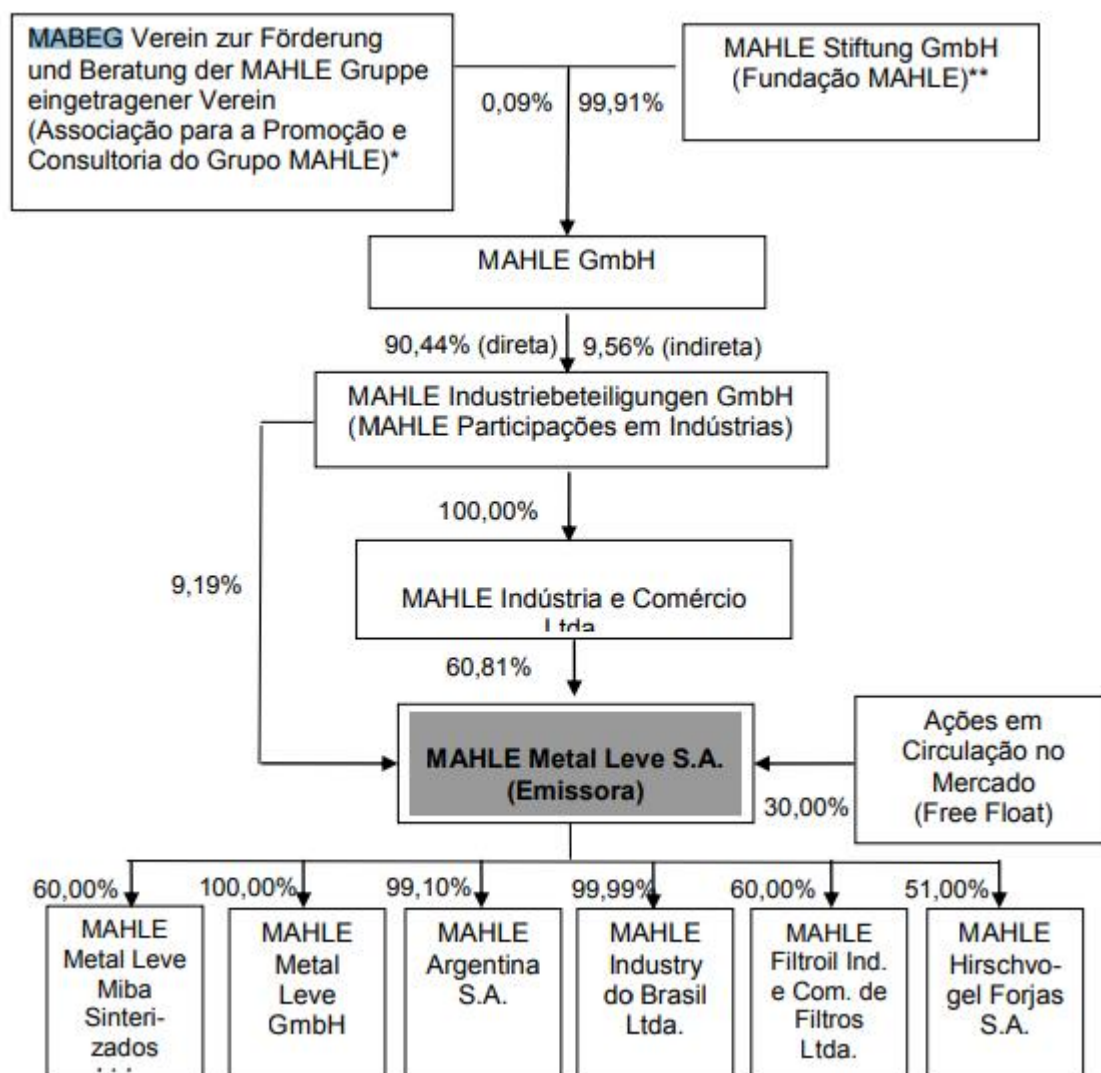 MABEG Verein zur Förderung
und Beratung der MAHLE Gruppe
eingetragener Verein
(Associação para a Promoção e
Consultoria do Grupo MAHLE)*
MAHLE Stiftung GmbH
(Fundação MAHLE)**
0,09%
99,91%
MAHLE GmbH
90,44% (direta)
9,56% (indireta)
MAHLE Industriebeteiligungen GmbH
(MAHLE Participações em Indústrias)
100,00%
9,19%
MAHLE Indústria e Comércio
Ltda
60,81%
MAHLE Metal Leve S.A.
(Emissora)
Ações em
Circulação no
Mercado
(Free Float)
30,00%
60,00%
100,00%
99,10%
99,99%
60,00%
51,00%
MAHLE
Metal Leve
Miba
Sinteri-
zados
MAHLE
Metal
Leve
GmbH
MAHLE
Argentina
S.A.
MAHLE
Industry
do Brasil
Ltda.
MAHLE
Filtroil Ind.
e Com. de
Filtros
Ltda.
MAHLE
Hirschvo-
gel Forjas
S.A.